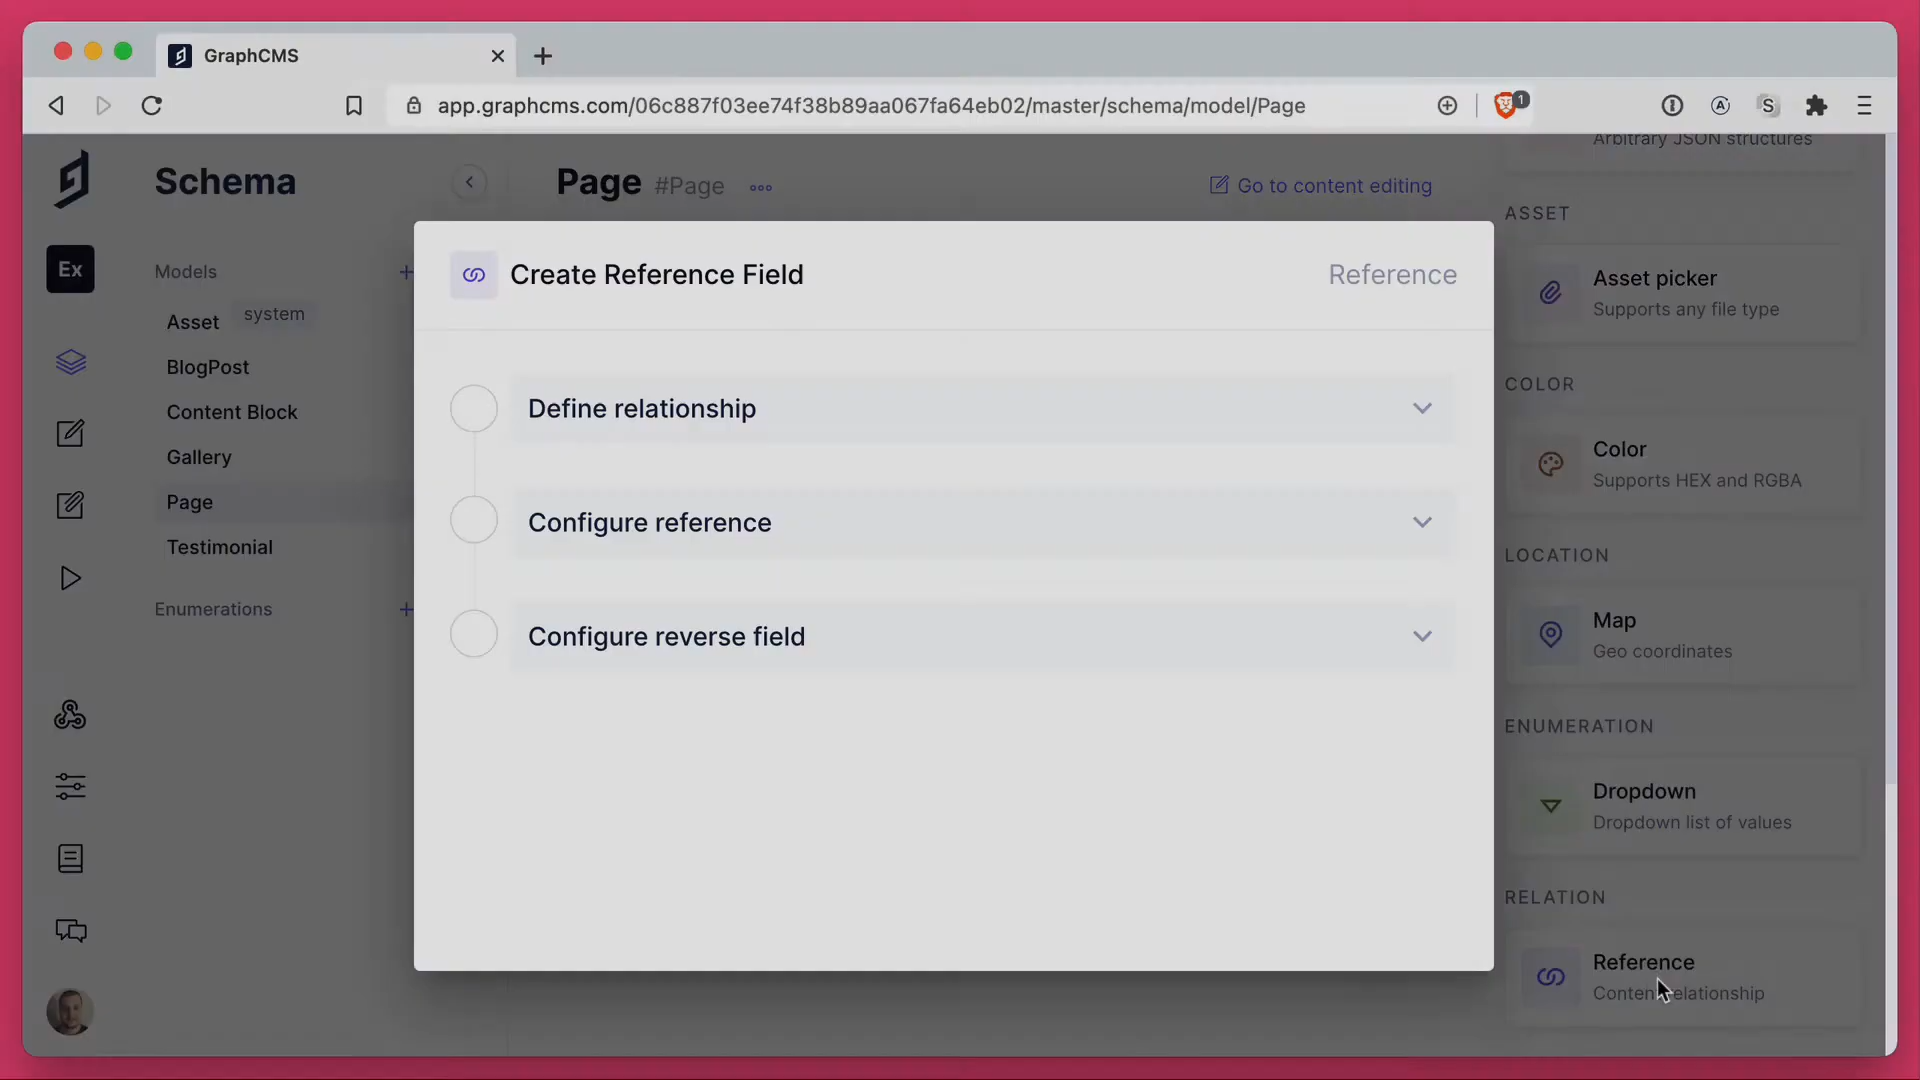 GraphCMS
app.graphcms.com/06c887f03ee74f38b89aa067fa64eb02/master/schema/model/Page
1
S
Schema
Page #Page
Go to content editing
Ex
Models
Asset system
BlogPost
Content Block
Gallery
Page
Testimonial
Enumerations
Create Reference Field
Reference
Define relationship
Configure reference
Configure reverse field
Arbitrary JSON structures
ASSET
Asset picker
Supports any file type
COLOR
Color
Supports HEX and RGBA
LOCATION
Map
Geo coordinates
ENUMERATION
Dropdown
Dropdown list of values
RELATION
Reference
Content relationship